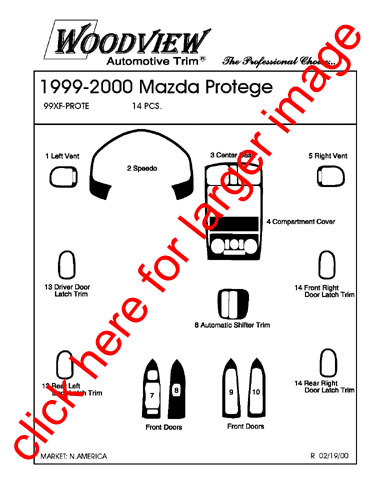 WOODVIEW
Automotive Trim®
The Professional Choice...
1999-2000 Mazda Protege
99XF-PROTE 14 PCS.
1 Left Vent
2 Speedo
3 Center
5 Right Vent
4 Compartment Cover
13 Driver Door
Latch Trim
14 Front Right
Door Latch Trim
6 Automatic Shifter Trim
Rear Left
Door Latch Trim
14 Rear Right
Door Latch Trim
7
8
9
10
Front Doors
Front Doors
MARKET: N.AMERICA
R 02/19/00
click here for larger image